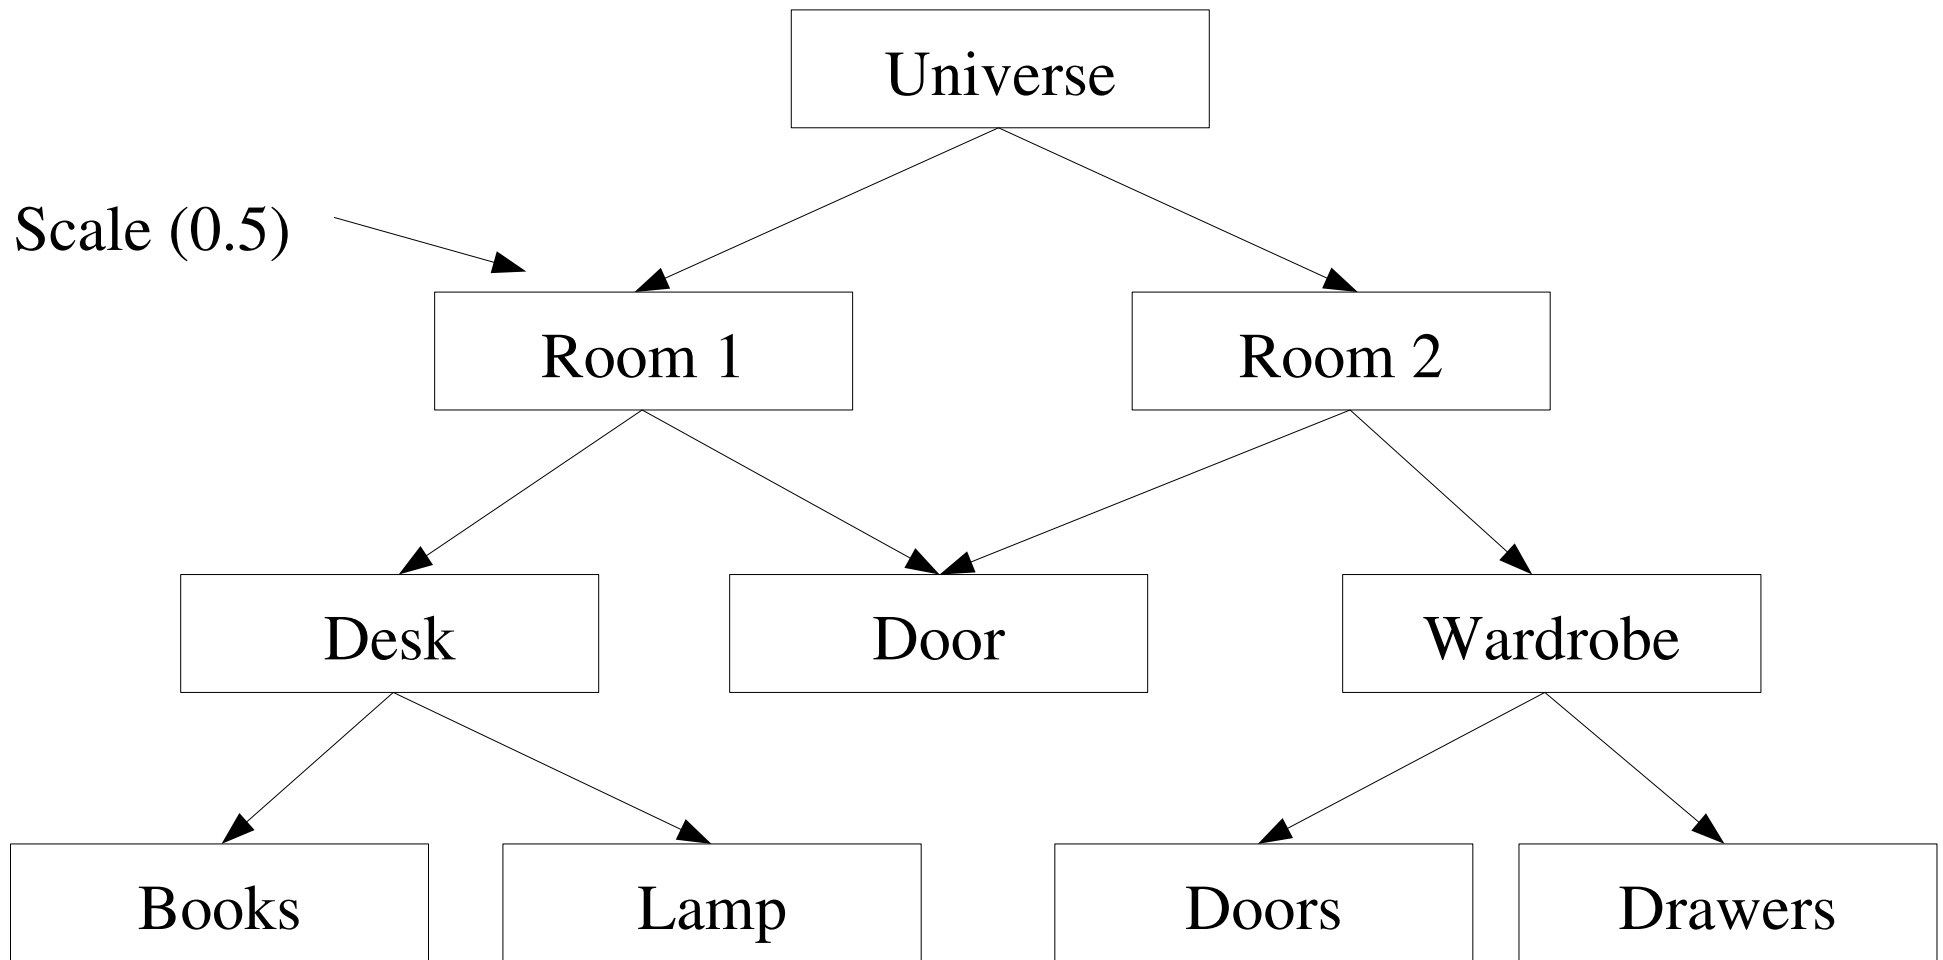 Universe
Scale (0.5)
Room 1
Room 2
Desk
Door
Wardrobe
Books
Lamp
Doors
Drawers